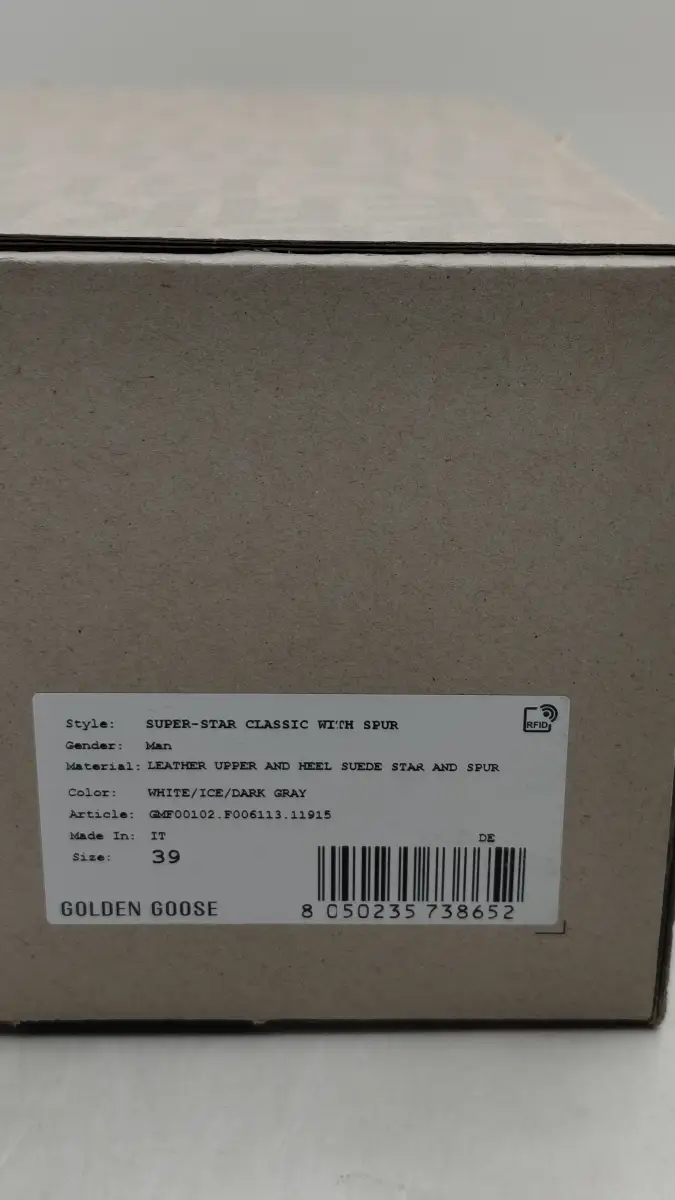 RFID
Style: SUPER-STAR CLASSIC WITH SPUR
Gender: Man
Material: LEATHER UPPER AND HEEL SUEDE STAR AND SPUR
Color: WHITE/ICE/DARK GRAY
Article: GMF00102.F006113.11915
Made In: IT
DE
Size: 39
GOLDEN GOOSE
8 050235 738652